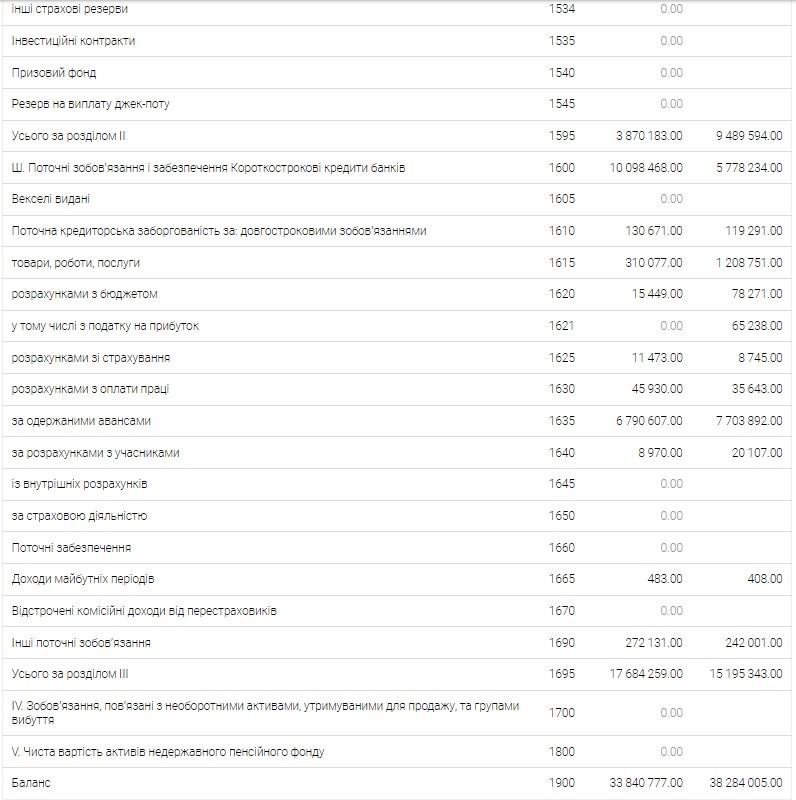 інші страхові резерви 1534 0.00
Інвестиційні контракти 1535 0.00
Призовий фонд 1540 0.00
Резерв на виплату джек-поту 1545 0.00
Усього за розділом II 1595 3 870 183.00 9 489 594.00
Ш. Поточні зобов'язання і забезпечення Короткострокові кредити банків 1600 10 098 468.00 5 778 234.00
Векселі видані 1605 0.00
Поточна кредиторська заборгованість за: довгостроковими зобов'язаннями 1610 130 671.00 119 291.00
товари, роботи, послуги 1615 310 077.00 1 208 751.00
розрахунками з бюджетом 1620 15 449.00 78 271.00
у тому числі з податку на прибуток 1621 0.00 65 238.00
розрахунками зі страхування 1625 11 473.00 8 745.00
розрахунками з оплати праці 1630 45 930.00 35 643.00
за одержаними авансами 1635 6 790 607.00 7 703 892.00
за розрахунками з учасниками 1640 8 970.00 20 107.00
із внутрішніх розрахунків 1645 0.00
за страховою діяльністю 1650 0.00
Поточні забезпечення 1660 0.00
Доходи майбутніх періодів 1665 483.00 408.00
Відстрочені комісійні доходи від перестраховиків 1670 0.00
Інші поточні зобов'язання 1690 272 131.00 242 001.00
Усього за розділом III 1695 17 684 259.00 15 195 343.00
IV. Зобов'язання, пов'язані з необоротними активами, утримуваними для продажу, та групами
вибуття 1700 0.00
V. Чиста вартість активів недержавного пенсійного фонду 1800 0.00
Баланс 1900 33 840 777.00 38 284 005.00